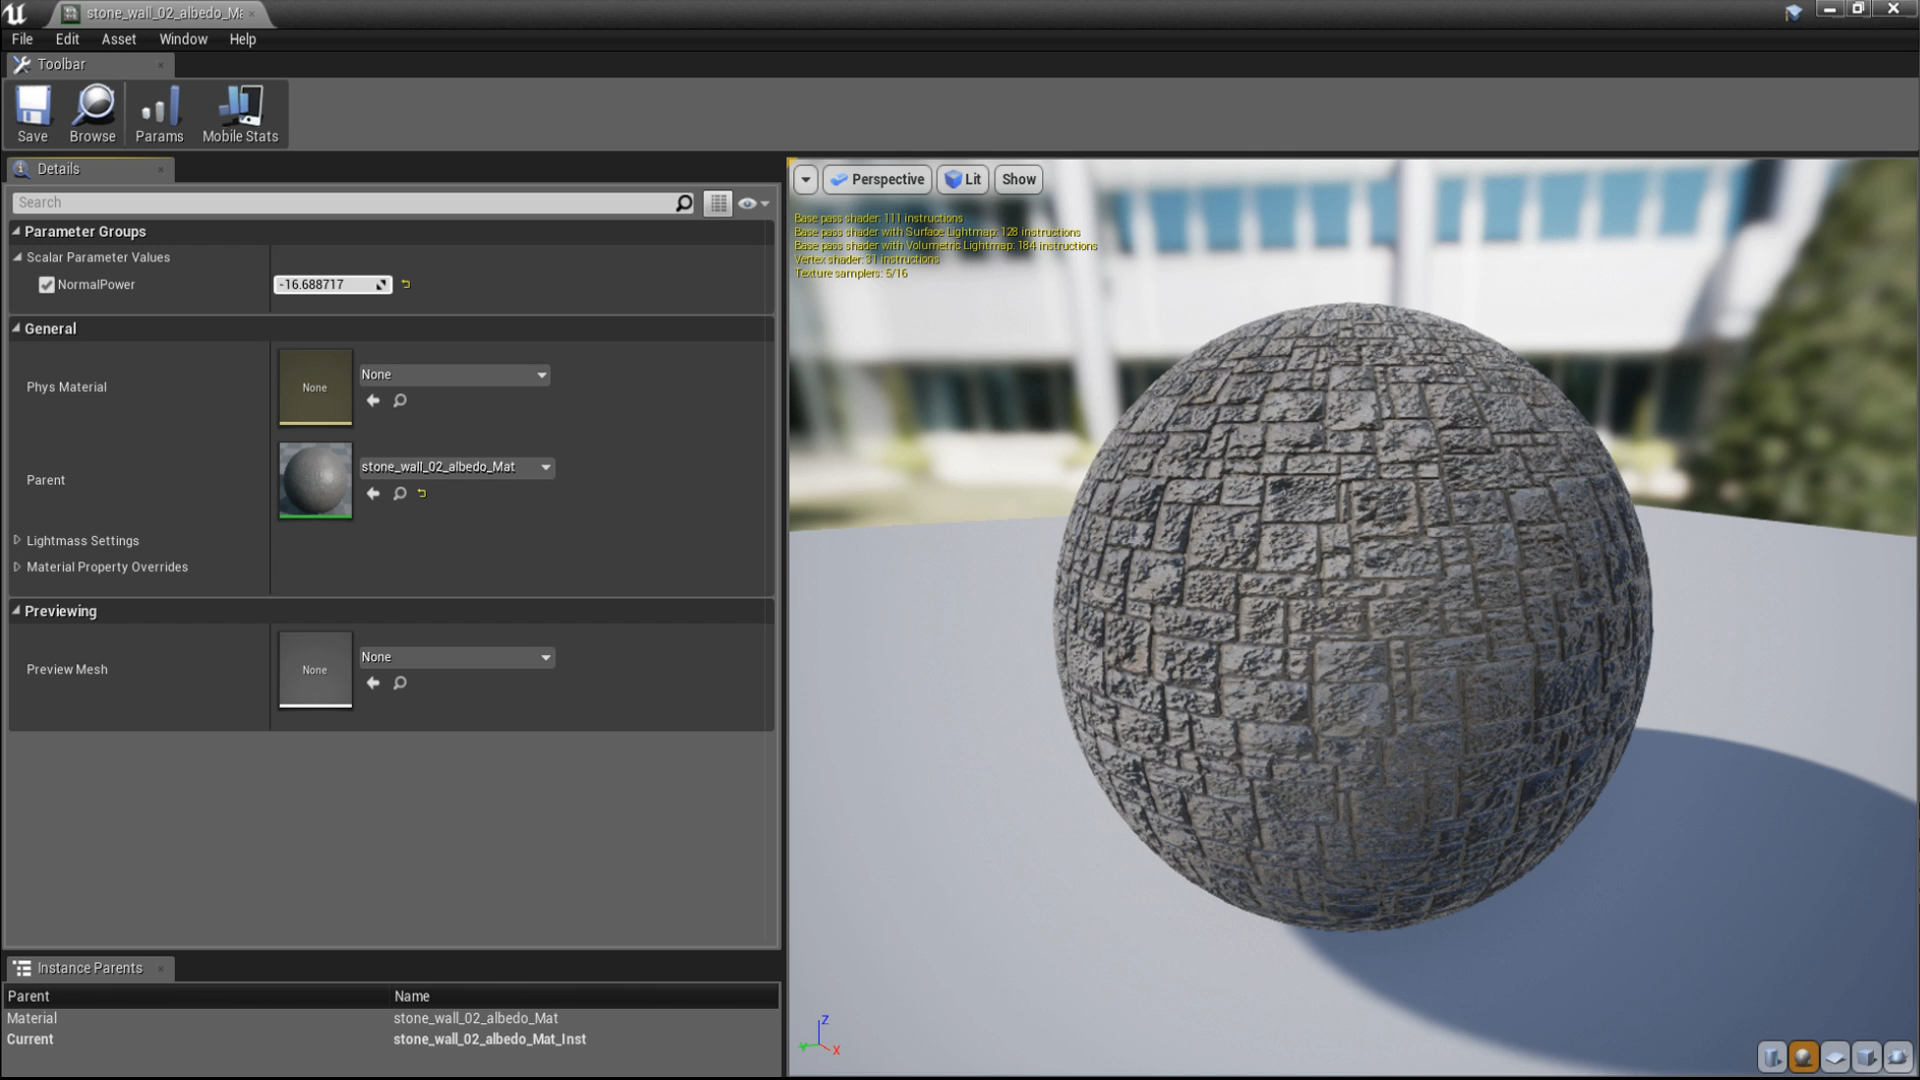 stone_wall_02_albedo_Ma
File Edit Asset Window Help
Toolbar
Save Browse Params Mobile Stats
Details
Search
Parameter Groups
Scalar Parameter Values
NormalPower -16.688717
General
Phys Material None None
Parent stone_wall_02_albedo_Mat
Lightmass Settings
Material Property Overrides
Previewing
Preview Mesh None None
Instance Parents
Parent Name
Material stone_wall_02_albedo_Mat
Current stone_wall_02_albedo_Mat_Inst
Perspective Lit Show
Base pass shader: 111 instructions
Base pass shader with Surface Lightmap: 128 instructions
Base pass shader with Volumetric Lightmap: 184 instructions
Vertex shader: 31 instructions
Texture samplers: 5/16
Z
Y X